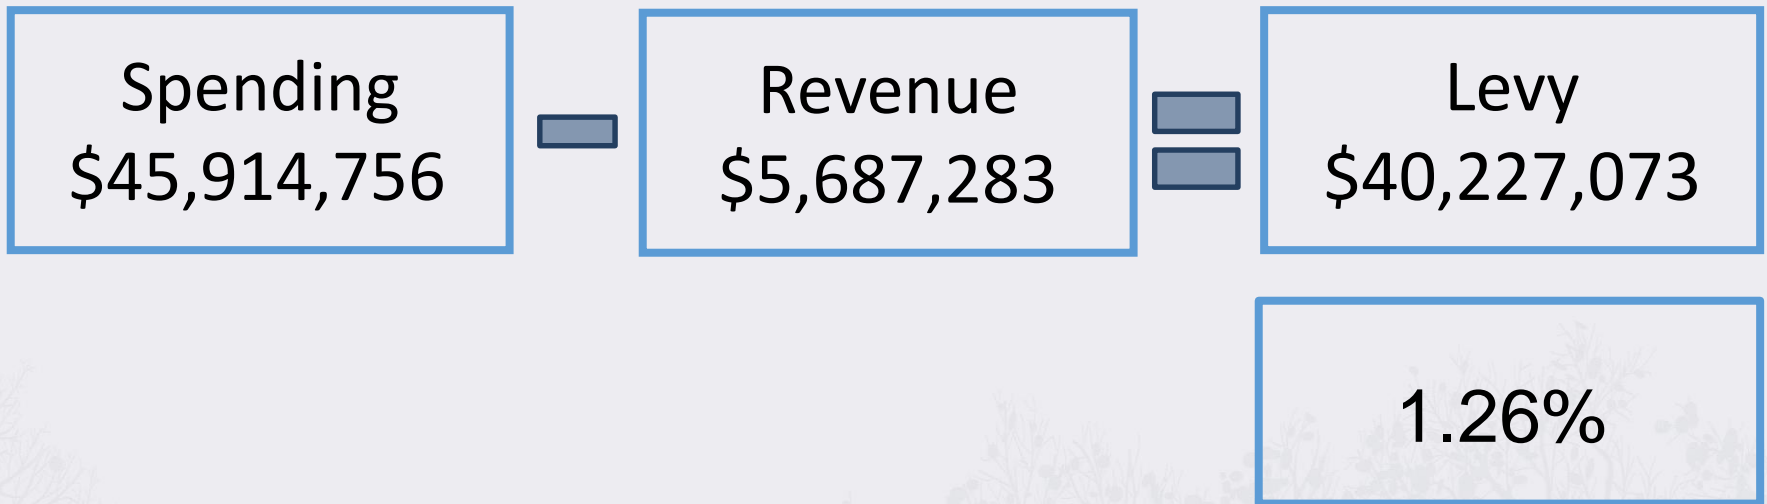 Spending
$45,914,756
Revenue
$5,687,283
Levy
$40,227,073
1.26%